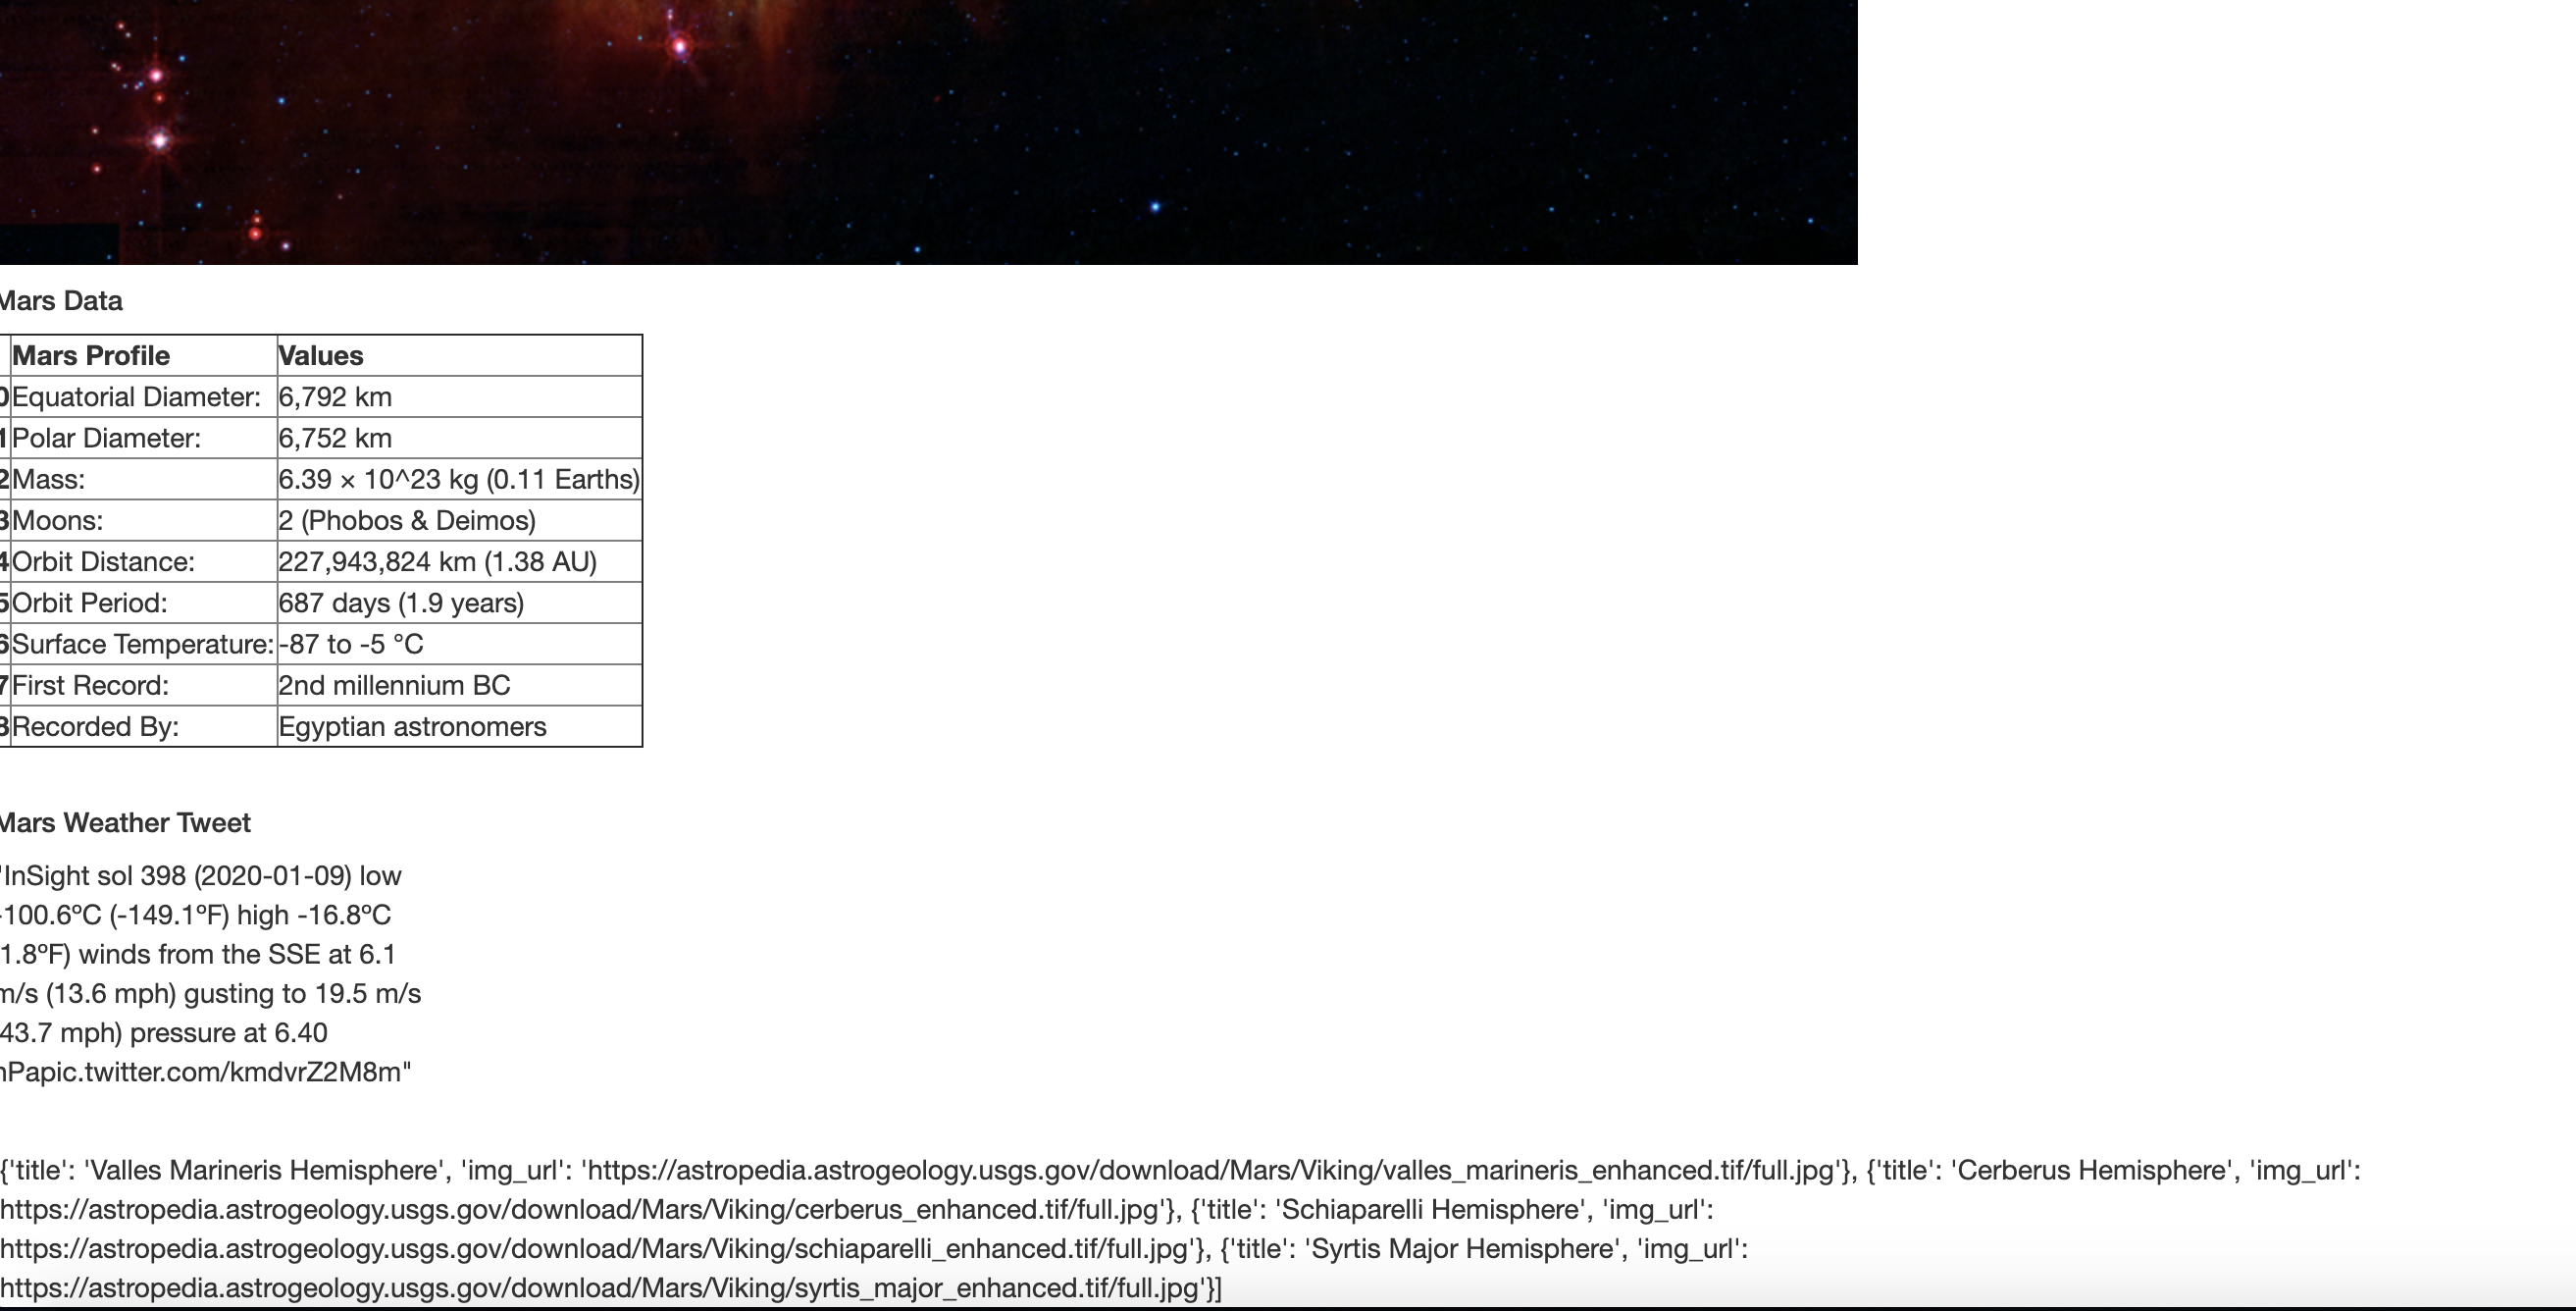 Mars Data
Mars Profile Values
0 Equatorial Diameter: 6,792 km
1 Polar Diameter: 6,752 km
2 Mass: 6.39 × 10^23 kg (0.11 Earths)
3 Moons: 2 (Phobos & Deimos)
4 Orbit Distance: 227,943,824 km (1.38 AU)
5 Orbit Period: 687 days (1.9 years)
6 Surface Temperature: -87 to -5 °C
7 First Record: 2nd millennium BC
8 Recorded By: Egyptian astronomers
Mars Weather Tweet
"InSight sol 398 (2020-01-09) low
-100.6ºC (-149.1ºF) high -16.8ºC
1.8ºF) winds from the SSE at 6.1
m/s (13.6 mph) gusting to 19.5 m/s
43.7 mph) pressure at 6.40
hPapic.twitter.com/kmdvrZ2M8m"
{'title': 'Valles Marineris Hemisphere', 'img_url': 'https://astropedia.astrogeology.usgs.gov/download/Mars/Viking/valles_marineris_enhanced.tif/full.jpg'}, {'title': 'Cerberus Hemisphere', 'img_url':
https://astropedia.astrogeology.usgs.gov/download/Mars/Viking/cerberus_enhanced.tif/full.jpg'}, {'title': 'Schiaparelli Hemisphere', 'img_url':
https://astropedia.astrogeology.usgs.gov/download/Mars/Viking/schiaparelli_enhanced.tif/full.jpg'}, {'title': 'Syrtis Major Hemisphere', 'img_url':
https://astropedia.astrogeology.usgs.gov/download/Mars/Viking/syrtis_major_enhanced.tif/full.jpg'}]